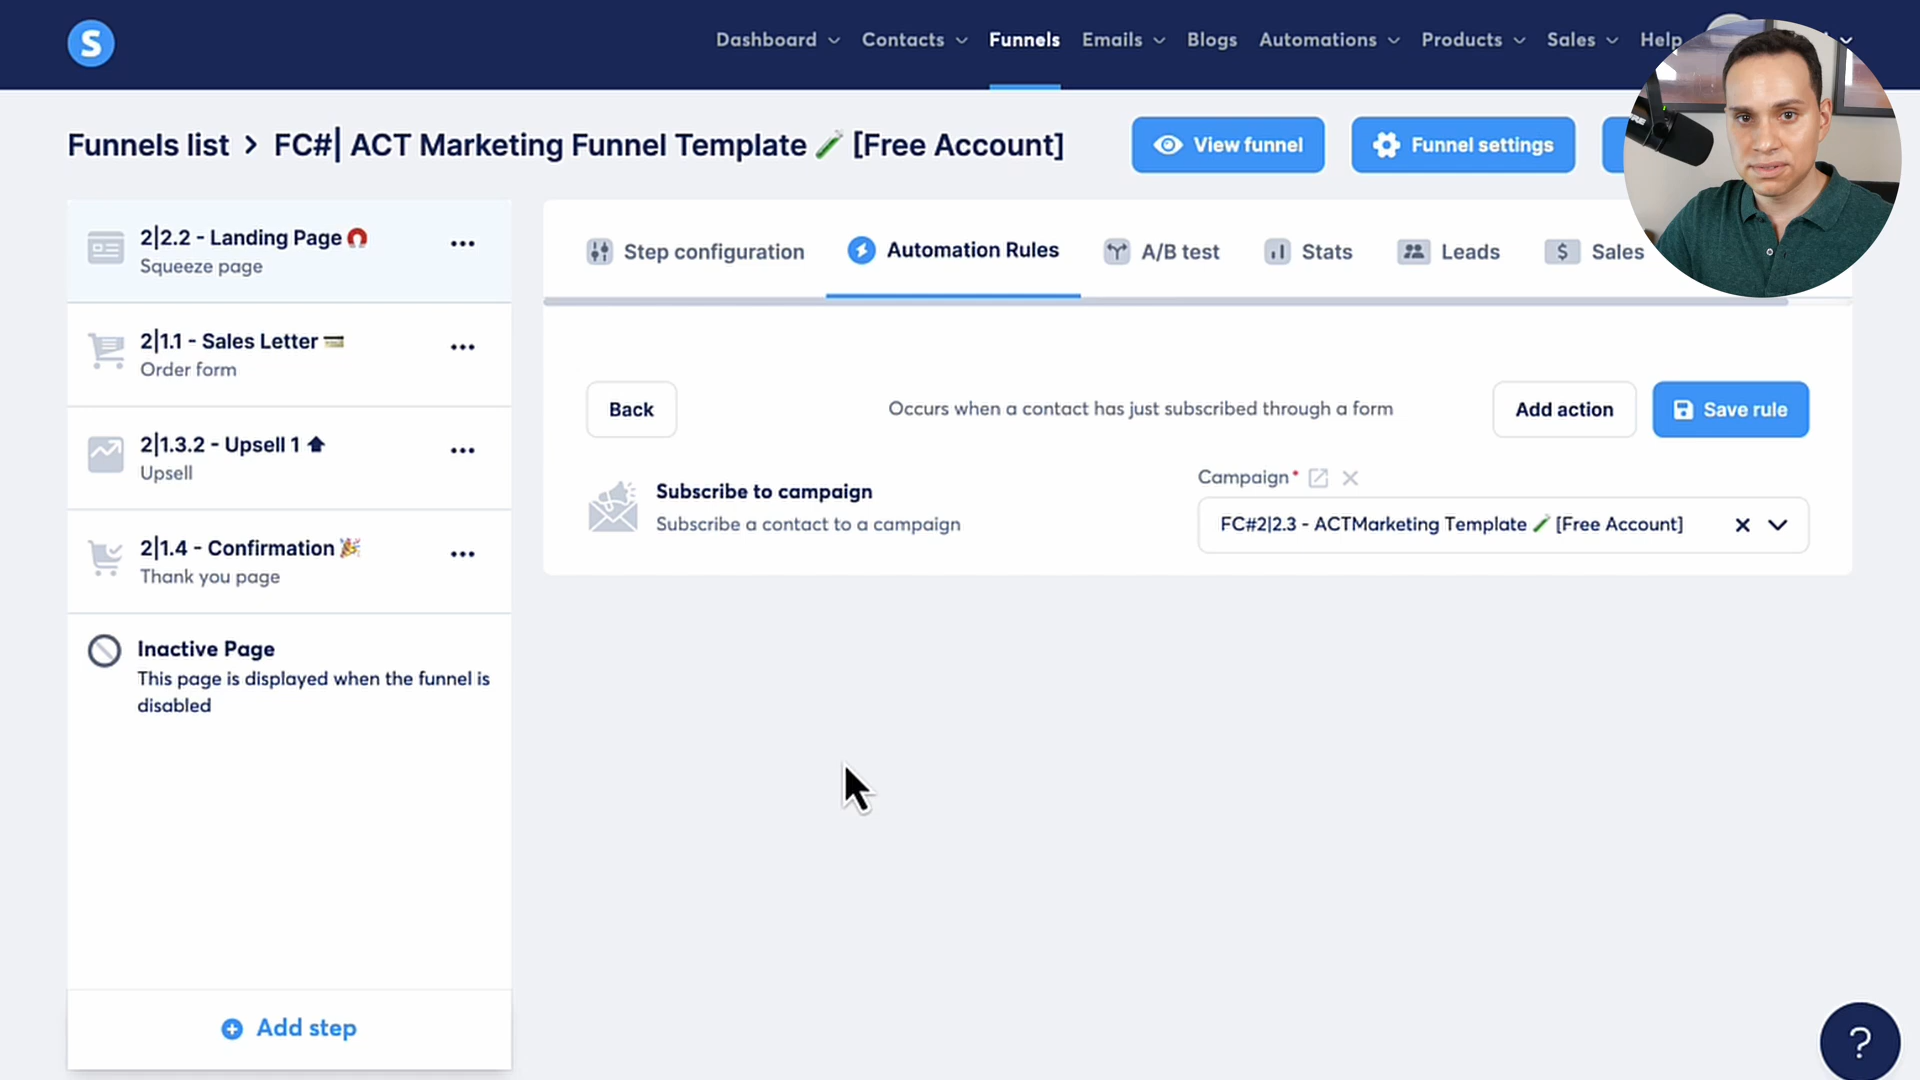 S
Dashboard
Contacts
Funnels
Emails
Blogs
Automations
Products
Sales
Help
Funnels list > FC#| ACT Marketing Funnel Template 🧪 [Free Account]
View funnel
Funnel settings
2|2.2 - Landing Page 🧲
Squeeze page
2|1.1 - Sales Letter 💳
Order form
2|1.3.2 - Upsell 1
Upsell
2|1.4 - Confirmation 🎉
Thank you page
Inactive Page
This page is displayed when the funnel is
disabled
Add step
Step configuration
Automation Rules
A/B test
Stats
Leads
$ Sales
Back
Occurs when a contact has just subscribed through a form
Add action
Save rule
Subscribe to campaign
Subscribe a contact to a campaign
Campaign*
FC#2|2.3 - ACTMarketing Template 🧪 [Free Account]
?